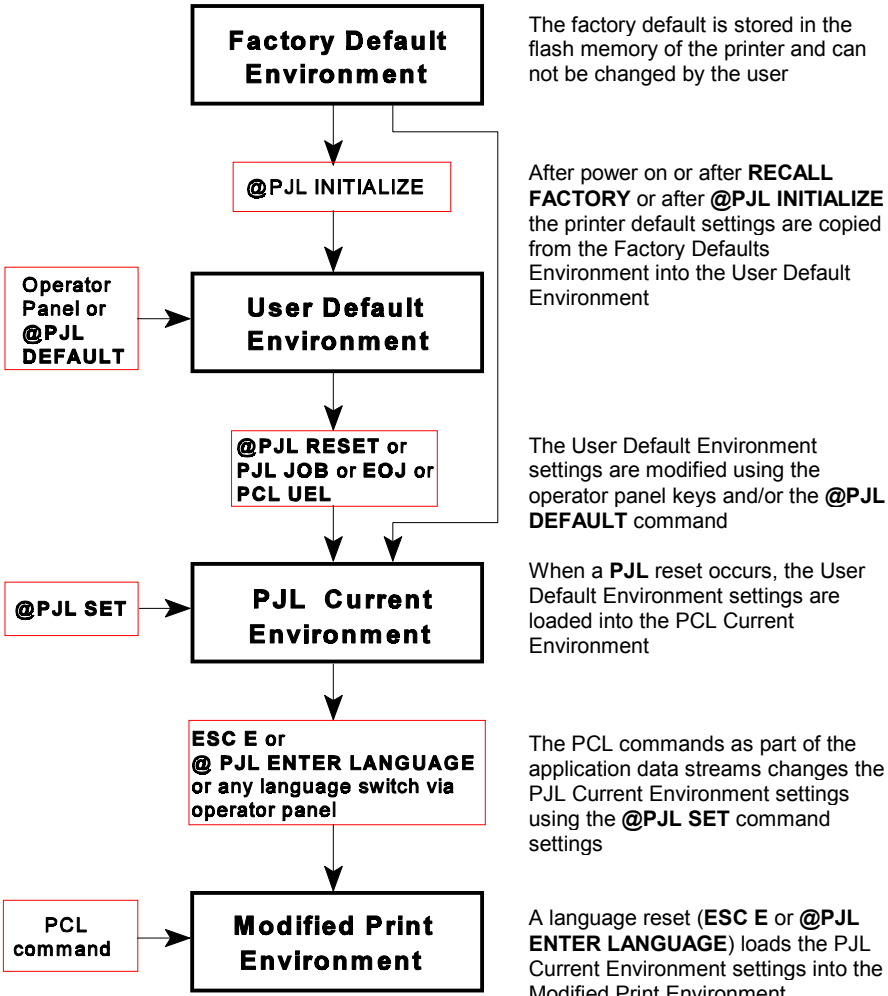 Factory Default
Environment
The factory default is stored in the
flash memory of the printer and can
not be changed by the user
@PJL INITIALIZE
After power on or after RECALL
FACTORY or after @PJL INITIALIZE
the printer default settings are copied
from the Factory Defaults
Environment into the User Default
Environment
Operator
Panel or
@PJL
DEFAULT
User Default
Environment
@PJL RESET or
PJL JOB or EOJ or
PCL UEL
The User Default Environment
settings are modified using the
operator panel keys and/or the @PJL
DEFAULT command
@PJL SET
PJL Current
Environment
When a PJL reset occurs, the User
Default Environment settings are
loaded into the PCL Current
Environment
ESC E or
@ PJL ENTER LANGUAGE
or any language switch via
operator panel
The PCL commands as part of the
application data streams changes the
PJL Current Environment settings
using the @PJL SET command
settings
PCL
command
Modified Print
Environment
A language reset (ESC E or @PJL
ENTER LANGUAGE) loads the PJL
Current Environment settings into the
Modified Print Environment